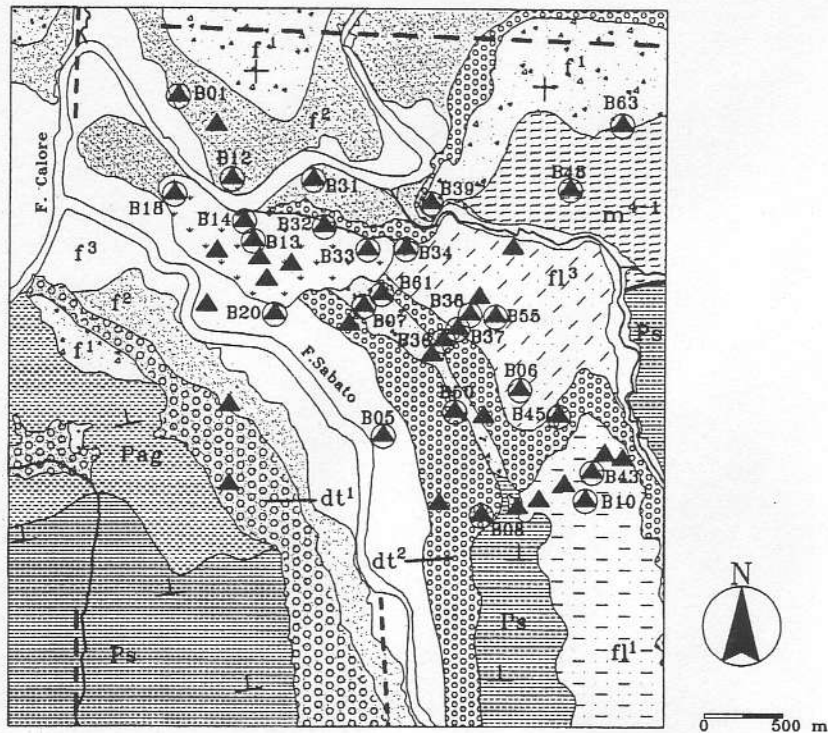 f¹
f¹
B01
B63
f²
B12
B31
B48
B39
F. Calore
B18
m⁴⁻¹
B14
B32
B13
B33
B34
f³
fl³
B61
f²
B38
B20
B07
B55
Ps
B37
f¹
B36
F.Sabato
B06
B50
B45
B05
Pag
B43
dt¹
B10
B08
N
dt²
Ps
Ps
fl¹
0 500 m